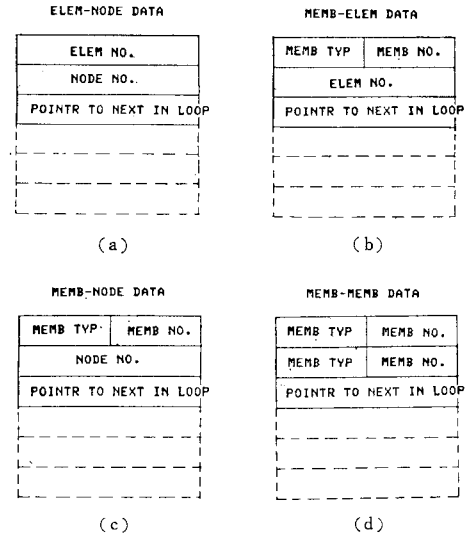 ELEM-NODE DATA
ELEM NO.
NODE NO.
POINTR TO NEXT IN LOOP
(a)
MEMB-ELEM DATA
MEMB TYP MEMB NO.
ELEM NO.
POINTR TO NEXT IN LOOP
(b)
MEMB-NODE DATA
MEMB TYP MEMB NO.
NODE NO.
POINTR TO NEXT IN LOOP
(c)
MEMB-MEMB DATA
MEMB TYP MEMB NO.
MEMB TYP MEMB NO.
POINTR TO NEXT IN LOOP
(d)